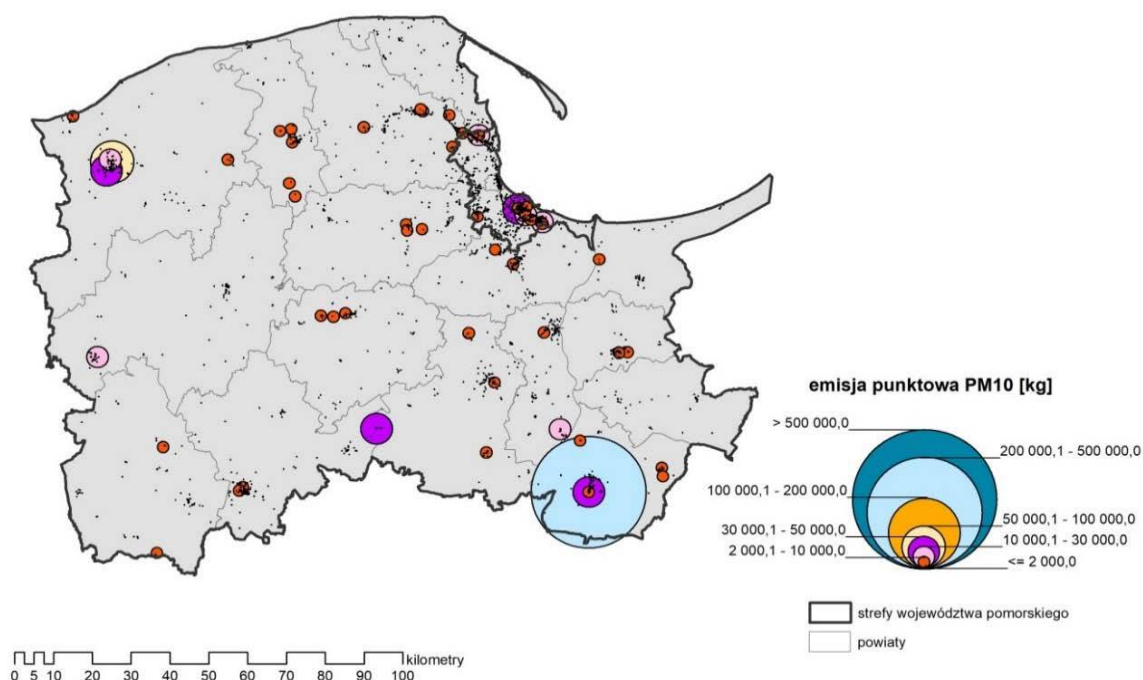 emisja punktowa PM10 [kg]
> 500 000,0
200 000,1 - 500 000,0
100 000,1 - 200 000,0
50 000,1 - 100 000,0
30 000,1 - 50 000,0
10 000,1 - 30 000,0
2 000,1 - 10 000,0
<= 2 000,0
strefy województwa pomorskiego
powiaty
kilometry
0 5 10 20 30 40 50 60 70 80 90 100